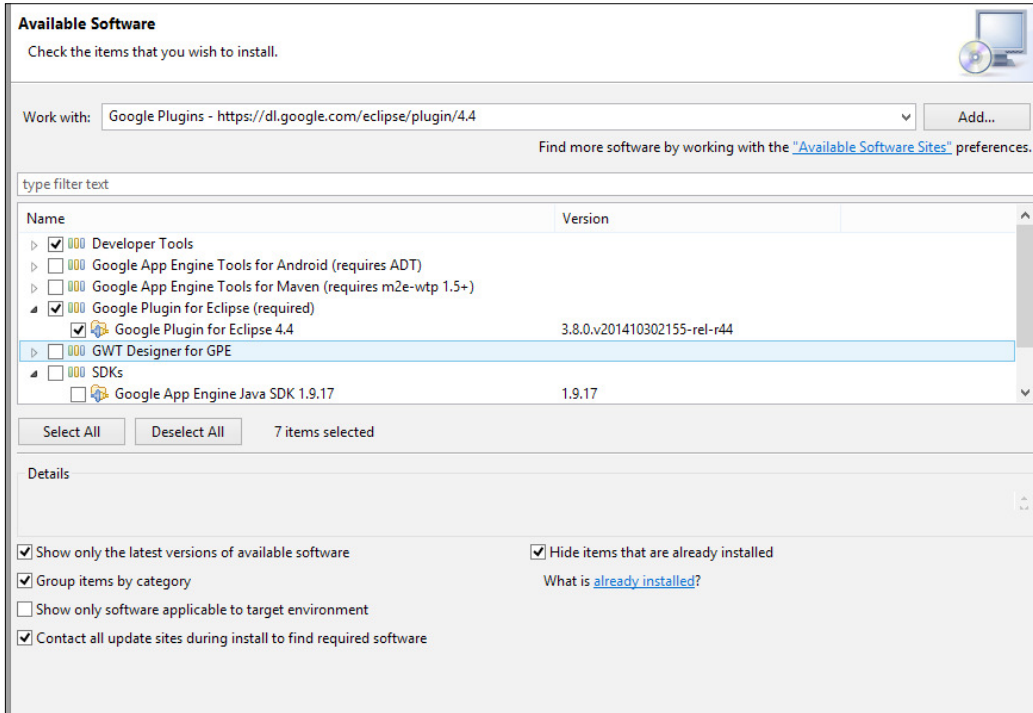 Available Software
Check the items that you wish to install.
Work with: Google Plugins - https://dl.google.com/eclipse/plugin/4.4 Add...
Find more software by working with the "Available Software Sites" preferences.
type filter text
Name Version
Developer Tools
Google App Engine Tools for Android (requires ADT)
Google App Engine Tools for Maven (requires m2e-wtp 1.5+)
Google Plugin for Eclipse (required)
Google Plugin for Eclipse 4.4 3.8.0.v201410302155-rel-r44
GWT Designer for GPE
SDKs
Google App Engine Java SDK 1.9.17 1.9.17
Select All Deselect All 7 items selected
Details
Show only the latest versions of available software Hide items that are already installed
Group items by category What is already installed?
Show only software applicable to target environment
Contact all update sites during install to find required software